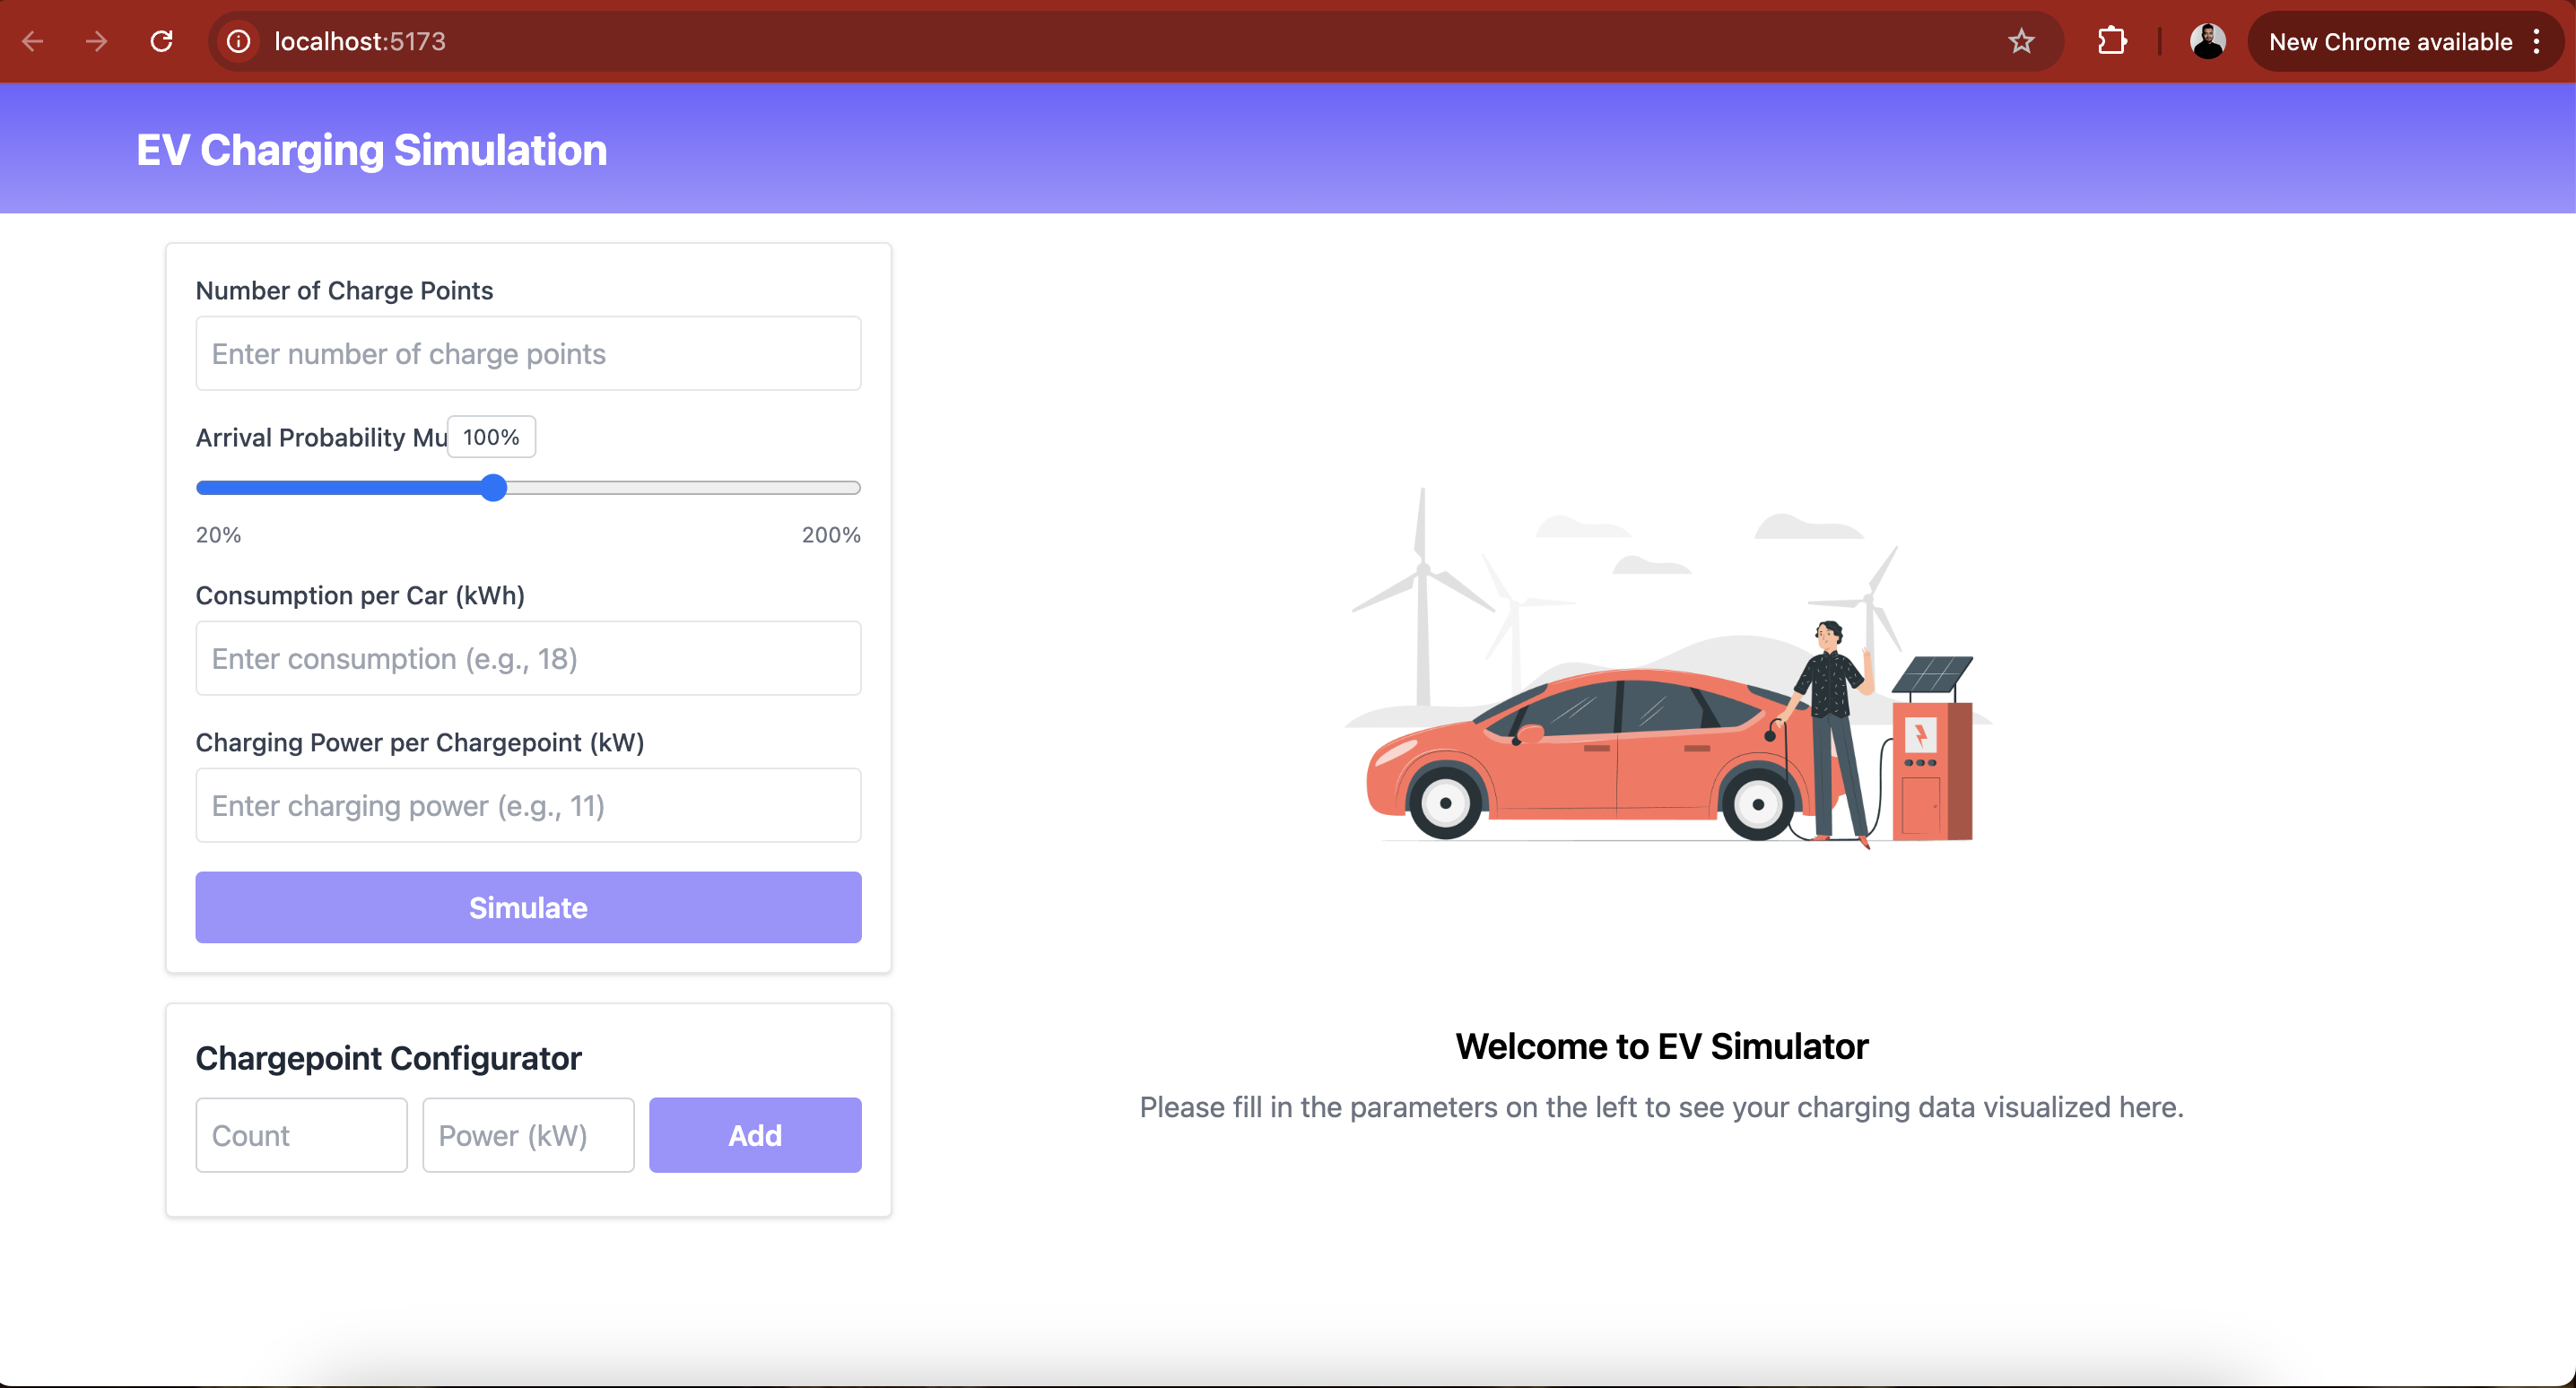 localhost:5173
New Chrome available
EV Charging Simulation
Number of Charge Points
Enter number of charge points
Arrival Probability Mu
100%
20%
200%
Consumption per Car (kWh)
Enter consumption (e.g., 18)
Charging Power per Chargepoint (kW)
Enter charging power (e.g., 11)
Simulate
Chargepoint Configurator
Count
Power (kW)
Add
Welcome to EV Simulator
Please fill in the parameters on the left to see your charging data visualized here.